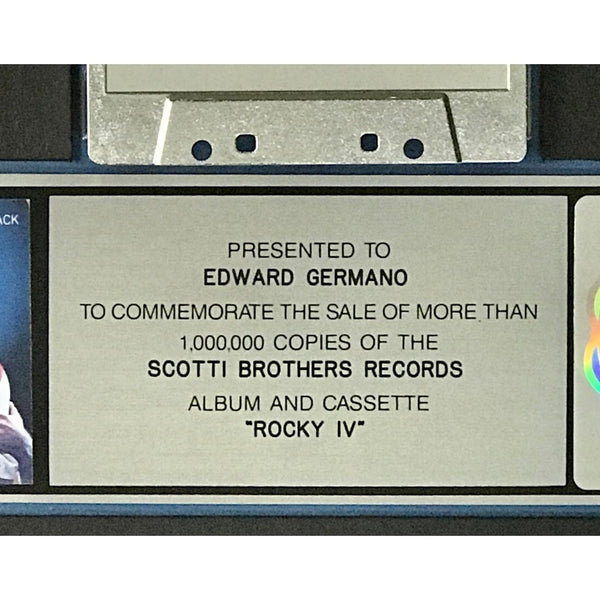 ACK
PRESENTED TO
EDWARD GERMANO
TO COMMEMORATE THE SALE OF MORE THAN
1,000,000 COPIES OF THE
SCOTTI BROTHERS RECORDS
ALBUM AND CASSETTE
"ROCKY IV"